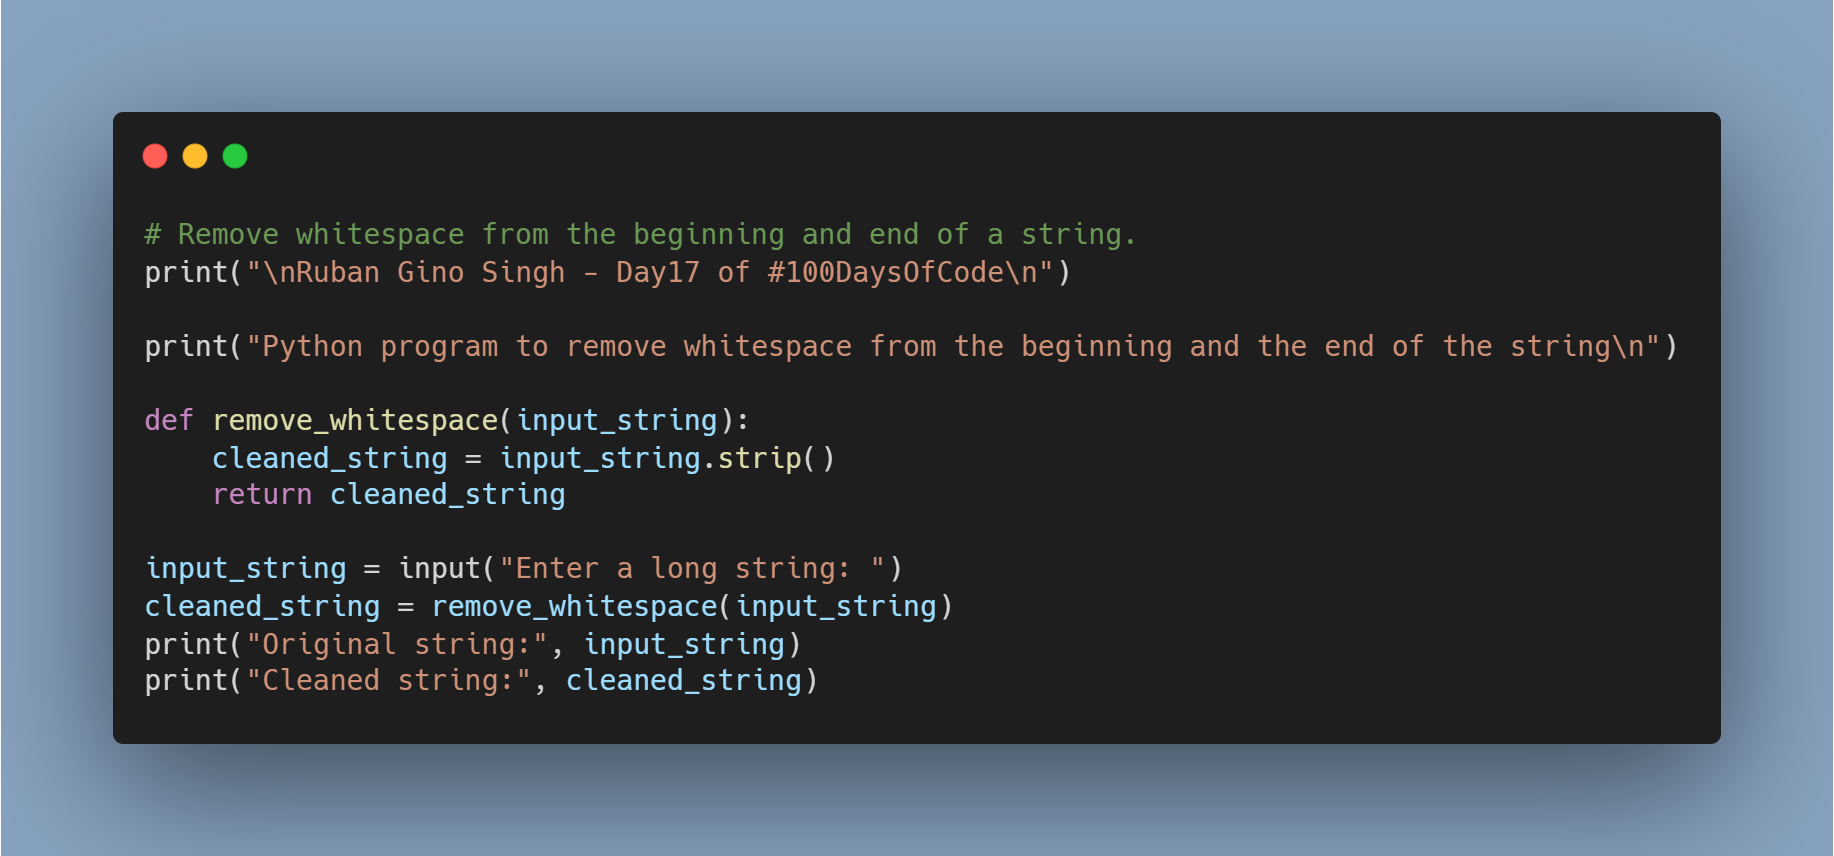 # Remove whitespace from the beginning and end of a string.
print("\nRuban Gino Singh - Day17 of #100DaysOfCode\n")
print("Python program to remove whitespace from the beginning and the end of the string\n")
def remove_whitespace(input_string):
    cleaned_string = input_string.strip()
    return cleaned_string
input_string = input("Enter a long string: ")
cleaned_string = remove_whitespace(input_string)
print("Original string:", input_string)
print("Cleaned string:", cleaned_string)